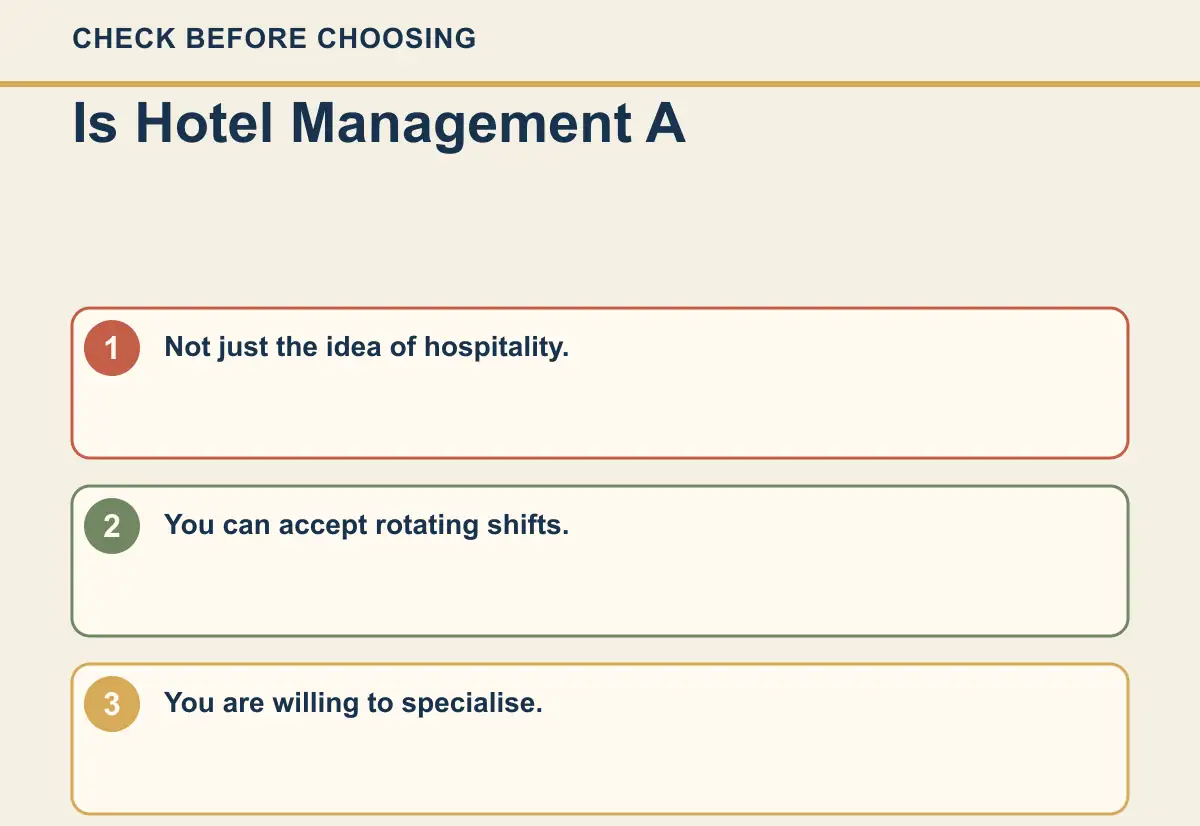 CHECK BEFORE CHOOSING
Is Hotel Management A
1 Not just the idea of hospitality.
2 You can accept rotating shifts.
3 You are willing to specialise.